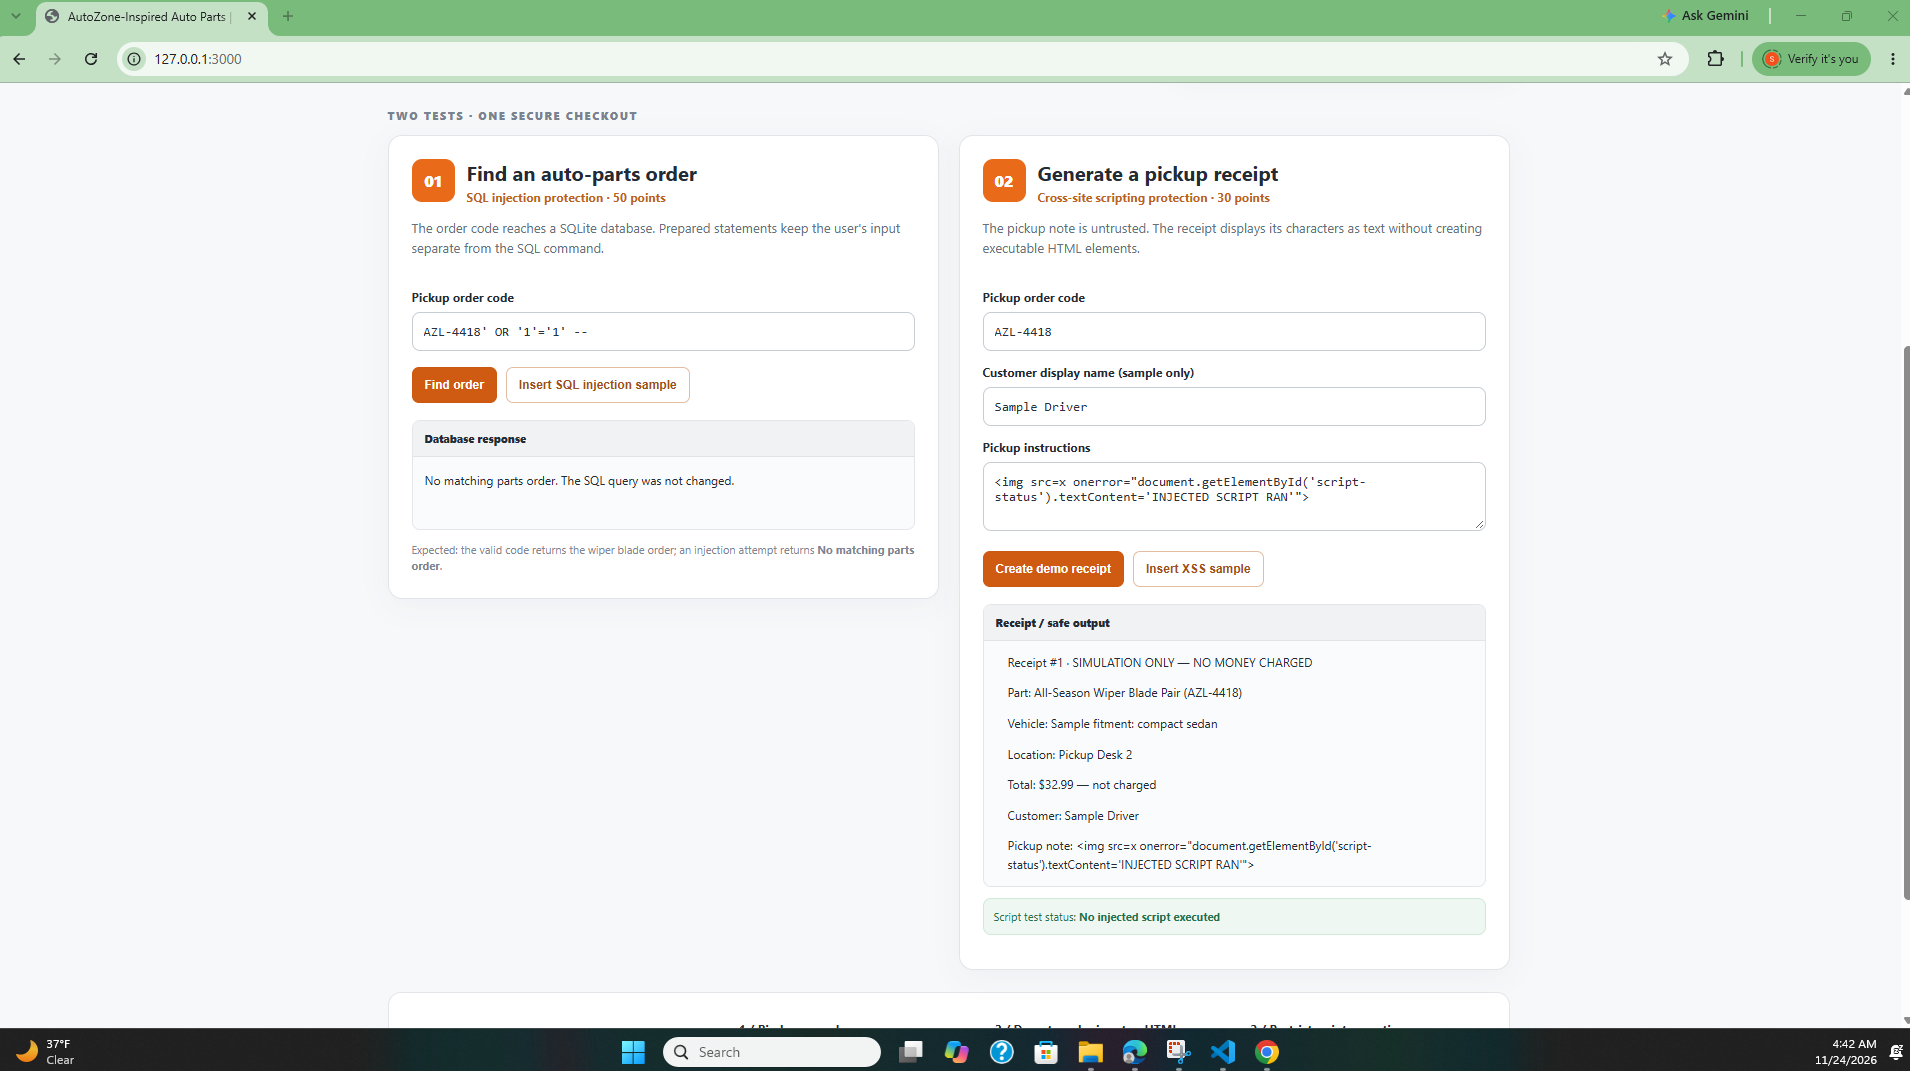 AutoZone-Inspired Auto Parts |
Ask Gemini
127.0.0.1:3000
Verify it's you
TWO TESTS · ONE SECURE CHECKOUT
01
Find an auto-parts order
SQL injection protection · 50 points
The order code reaches a SQLite database. Prepared statements keep the user's input
separate from the SQL command.
Pickup order code
AZL-4418' OR '1'='1' --
Find order
Insert SQL injection sample
Database response
No matching parts order. The SQL query was not changed.
Expected: the valid code returns the wiper blade order; an injection attempt returns No matching parts
order.
02
Generate a pickup receipt
Cross-site scripting protection · 30 points
The pickup note is untrusted. The receipt displays its characters as text without creating
executable HTML elements.
Pickup order code
AZL-4418
Customer display name (sample only)
Sample Driver
Pickup instructions
<img src=x onerror="document.getElementById('script-
status').textContent='INJECTED SCRIPT RAN'">
Create demo receipt
Insert XSS sample
Receipt / safe output
Receipt #1 · SIMULATION ONLY — NO MONEY CHARGED
Part: All-Season Wiper Blade Pair (AZL-4418)
Vehicle: Sample fitment: compact sedan
Location: Pickup Desk 2
Total: $32.99 — not charged
Customer: Sample Driver
Pickup note: <img src=x onerror="document.getElementById('script-
status').textContent='INJECTED SCRIPT RAN'">
Script test status: No injected script executed
37°F
Clear
Search
4:42 AM
11/24/2026